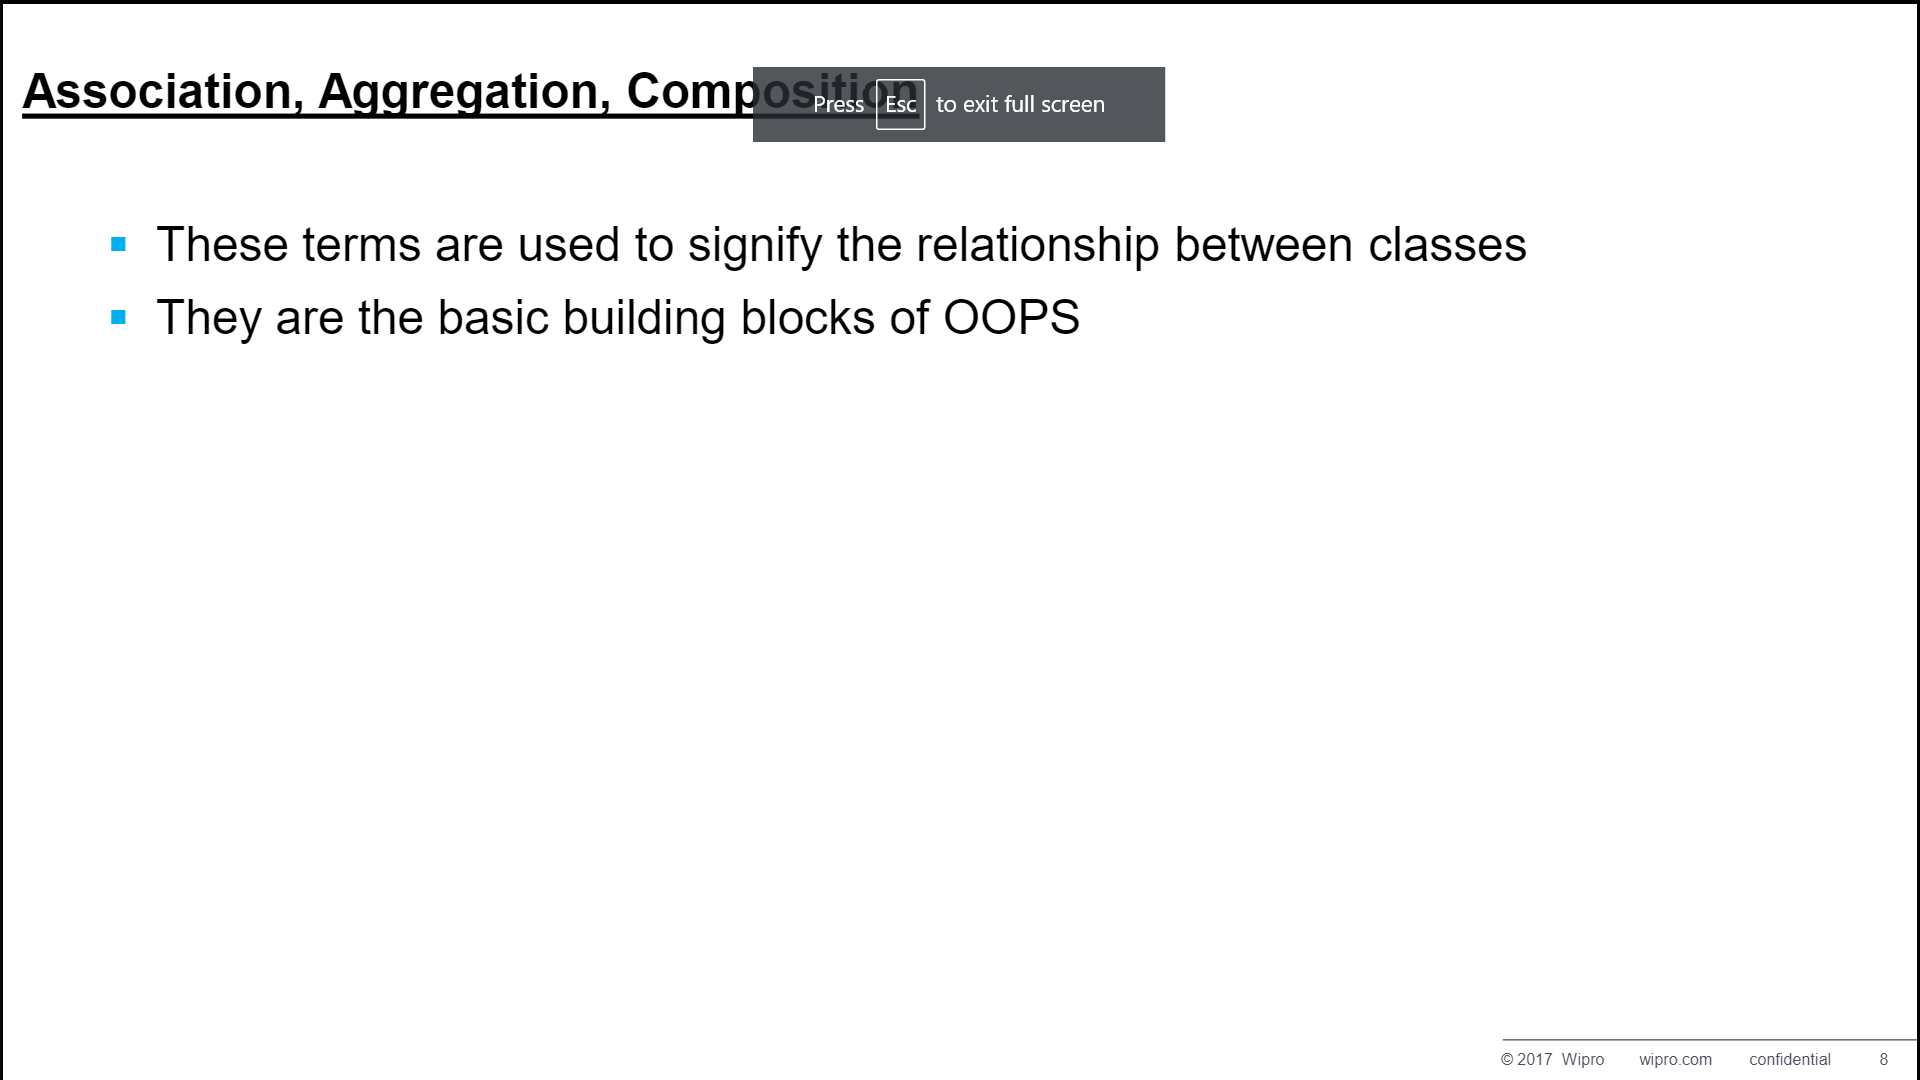 Association, Aggregation, Composition
Press Esc to exit full screen
These terms are used to signify the relationship between classes
They are the basic building blocks of OOPS
© 2017 Wipro wipro.com confidential 8